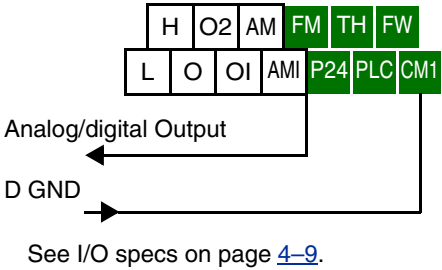 H O2 AM FM TH FW
L O OI AMI P24 PLC CM1
Analog/digital Output
D GND
See I/O specs on page 4–9.